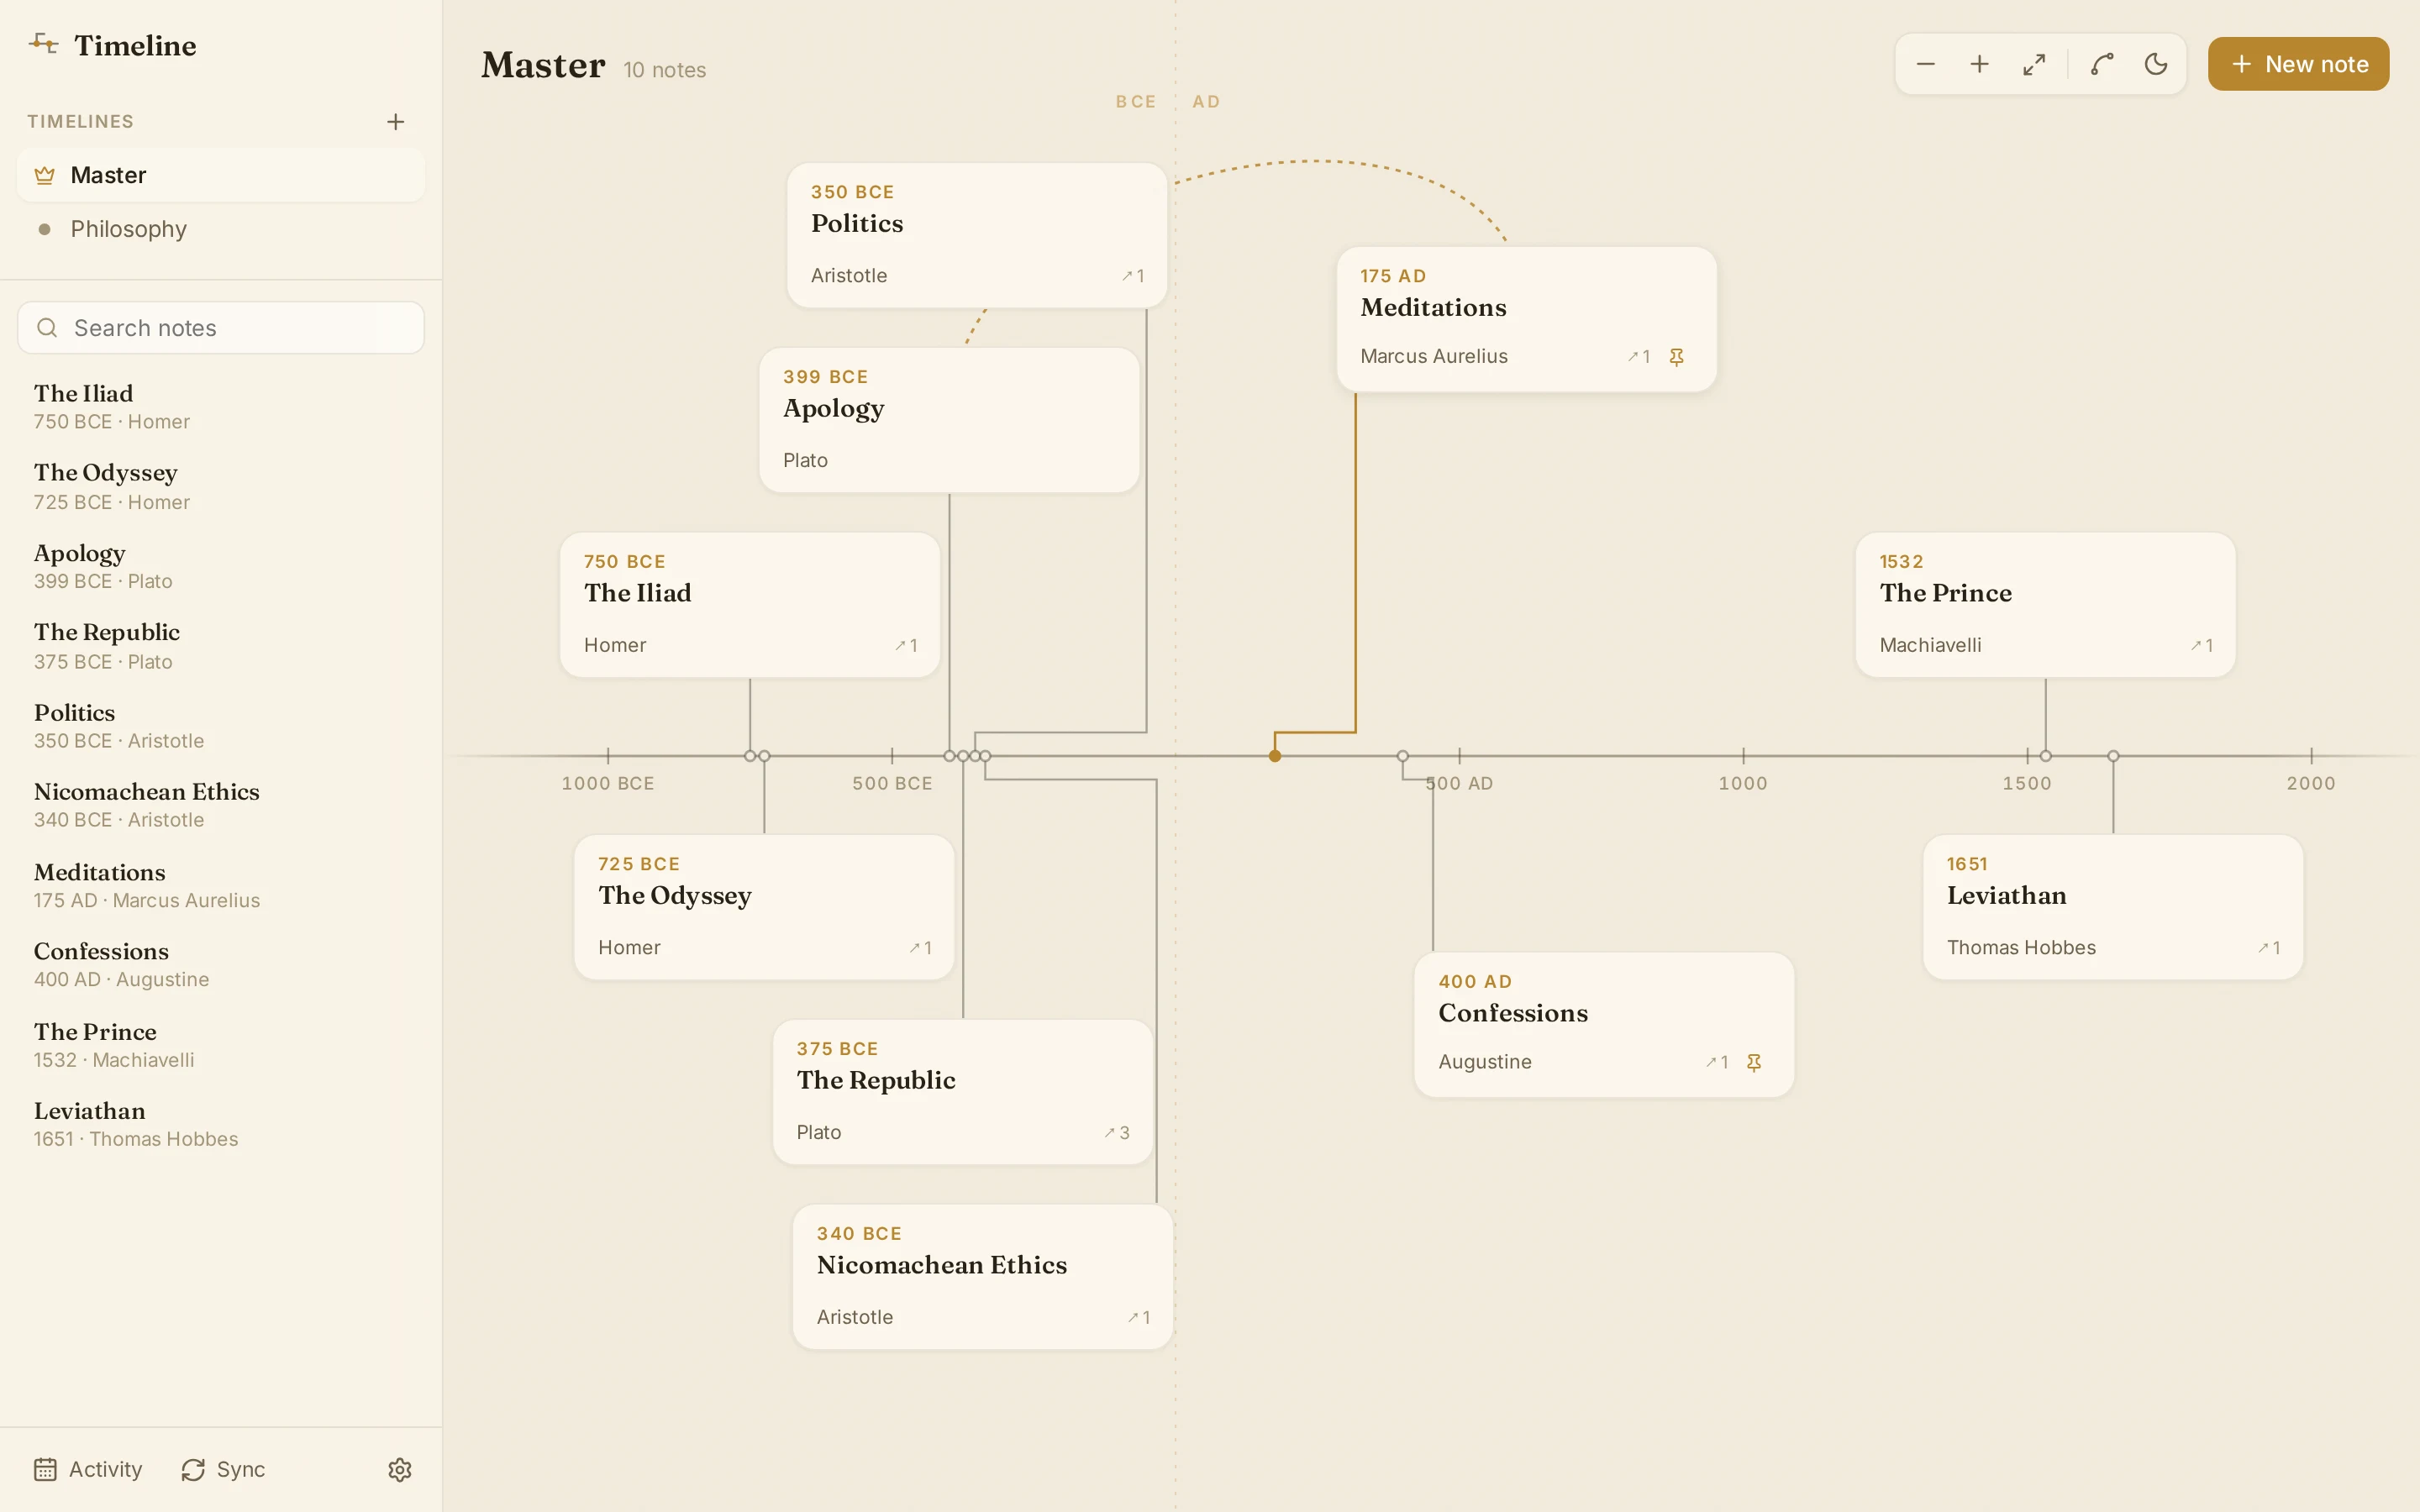 Timeline
TIMELINES
Master
Philosophy
Search notes
The Iliad
750 BCE · Homer
The Odyssey
725 BCE · Homer
Apology
399 BCE · Plato
The Republic
375 BCE · Plato
Politics
350 BCE · Aristotle
Nicomachean Ethics
340 BCE · Aristotle
Meditations
175 AD · Marcus Aurelius
Confessions
400 AD · Augustine
The Prince
1532 · Machiavelli
Leviathan
1651 · Thomas Hobbes
Activity
Sync
Master 10 notes
New note
BCE AD
350 BCE
Politics
Aristotle ↗1
175 AD
Meditations
Marcus Aurelius ↗1
399 BCE
Apology
Plato
750 BCE
The Iliad
Homer ↗1
1532
The Prince
Machiavelli ↗1
1000 BCE 500 BCE 500 AD 1000 1500 2000
725 BCE
The Odyssey
Homer ↗1
1651
Leviathan
Thomas Hobbes ↗1
400 AD
Confessions
Augustine ↗1
375 BCE
The Republic
Plato ↗3
340 BCE
Nicomachean Ethics
Aristotle ↗1